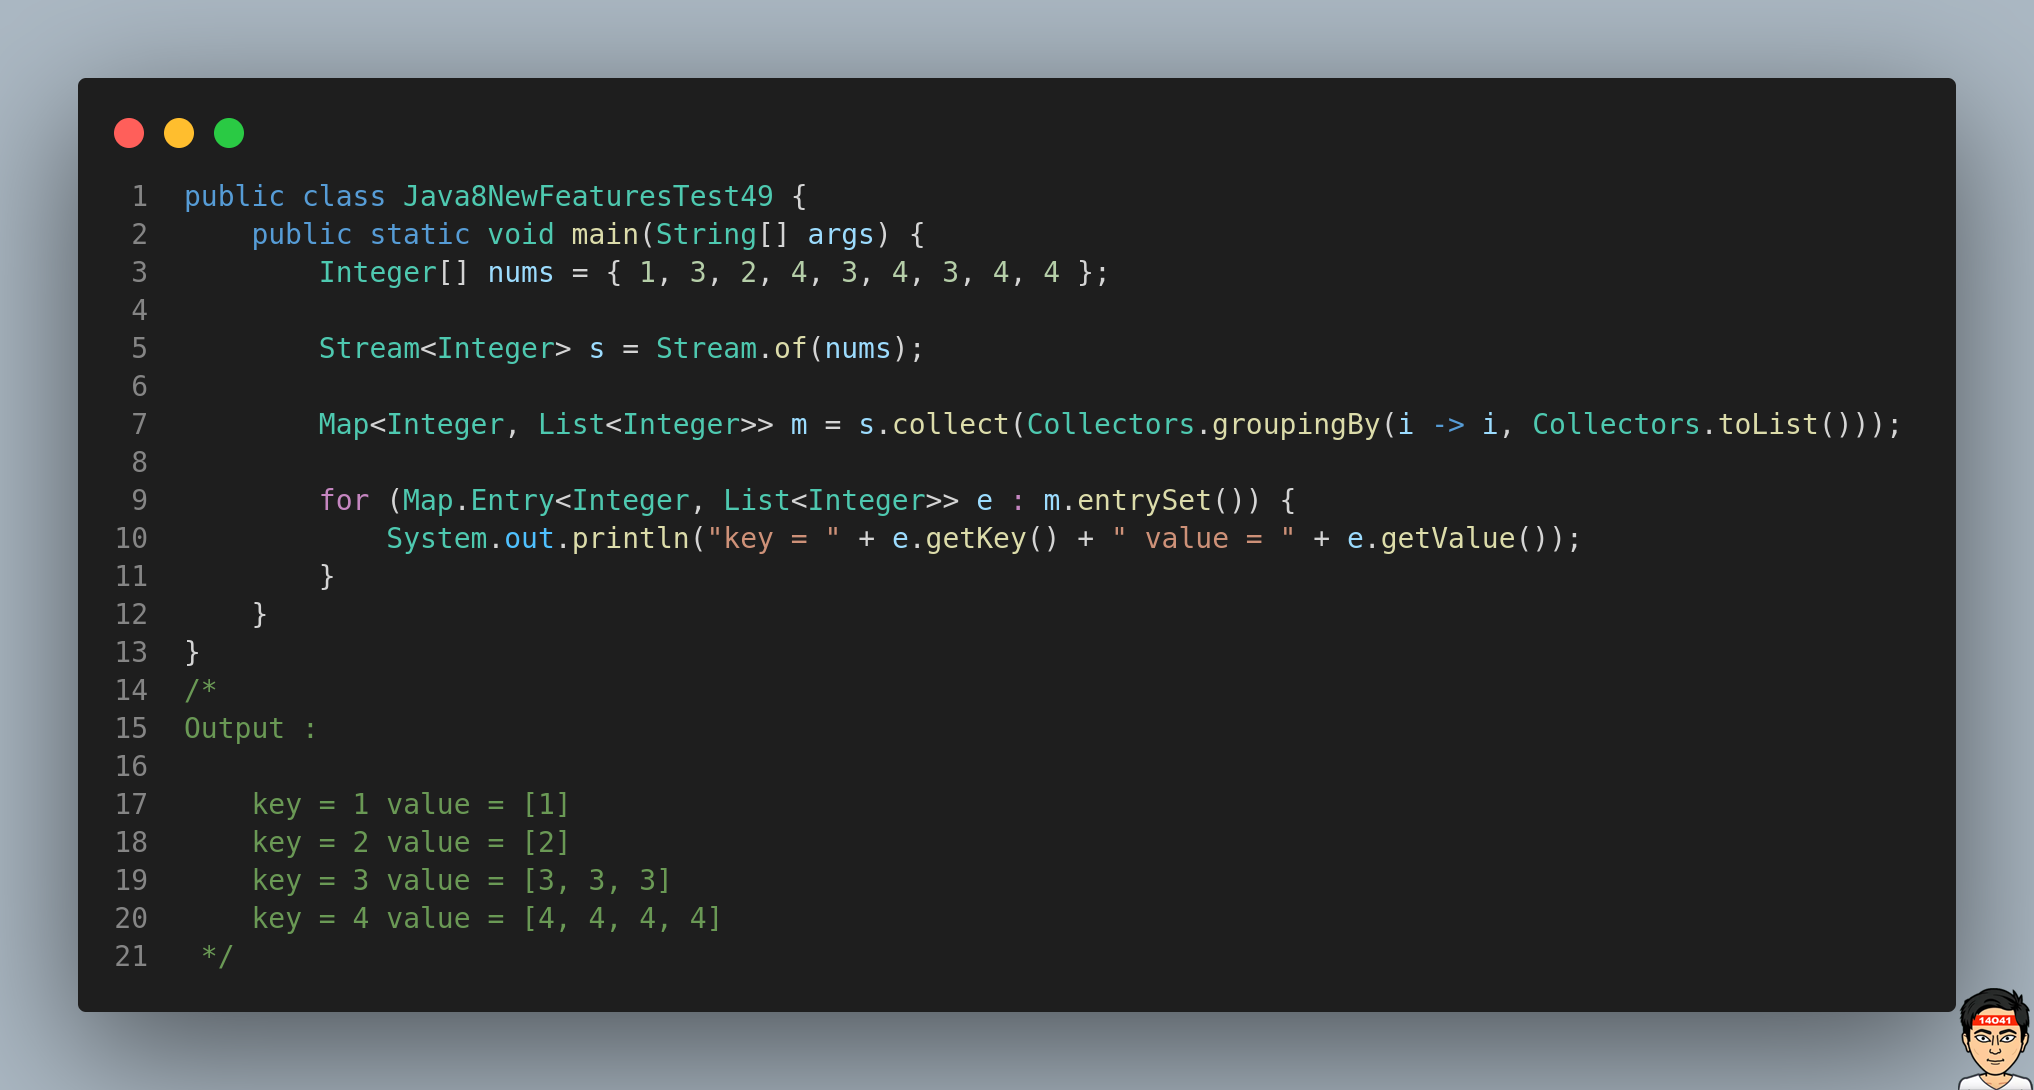 1 public class Java8NewFeaturesTest49 {
2     public static void main(String[] args) {
3         Integer[] nums = { 1, 3, 2, 4, 3, 4, 3, 4, 4 };
4
5         Stream<Integer> s = Stream.of(nums);
6
7         Map<Integer, List<Integer>> m = s.collect(Collectors.groupingBy(i -> i, Collectors.toList()));
8
9         for (Map.Entry<Integer, List<Integer>> e : m.entrySet()) {
10             System.out.println("key = " + e.getKey() + " value = " + e.getValue());
11         }
12     }
13 }
14 /*
15 Output :
16
17     key = 1 value = [1]
18     key = 2 value = [2]
19     key = 3 value = [3, 3, 3]
20     key = 4 value = [4, 4, 4, 4]
21  */
14041